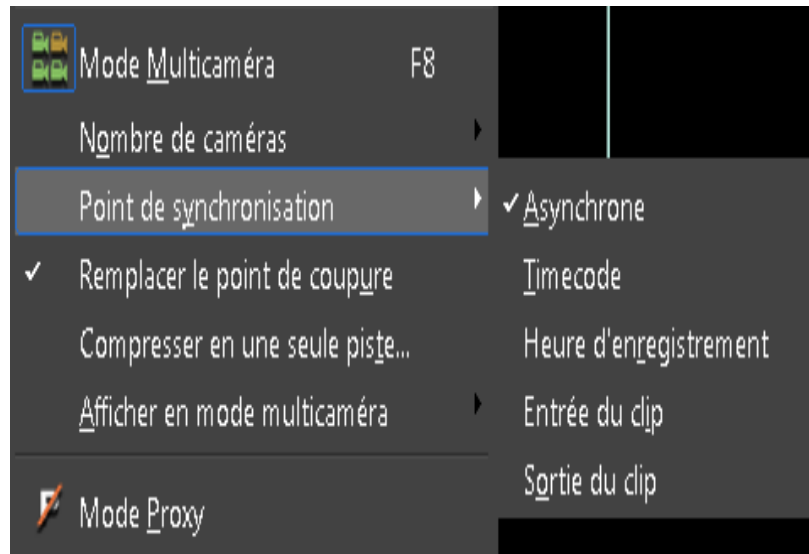 Mode Multicaméra F8
Nombre de caméras
Point de synchronisation
Remplacer le point de coupure
Compresser en une seule piste...
Afficher en mode multicaméra
Mode Proxy
Asynchrone
Timecode
Heure d'enregistrement
Entrée du clip
Sortie du clip